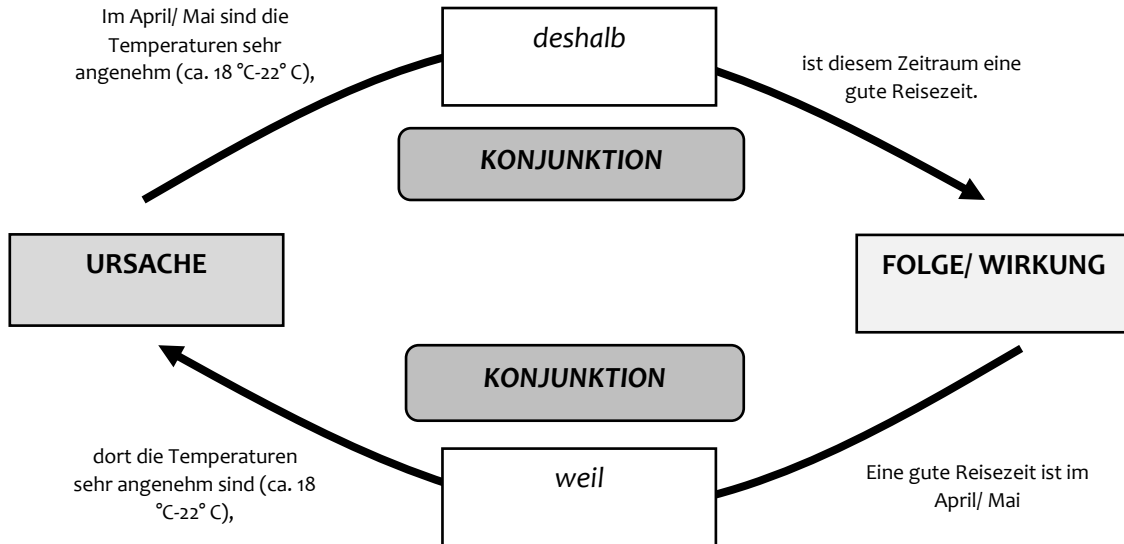 Im April/ Mai sind die
Temperaturen sehr
angenehm (ca. 18 °C-22° C),
deshalb
ist diesem Zeitraum eine
gute Reisezeit.
KONJUNKTION
URSACHE
FOLGE/ WIRKUNG
KONJUNKTION
dort die Temperaturen
sehr angenehm sind (ca. 18
°C-22° C),
weil
Eine gute Reisezeit ist im
April/ Mai